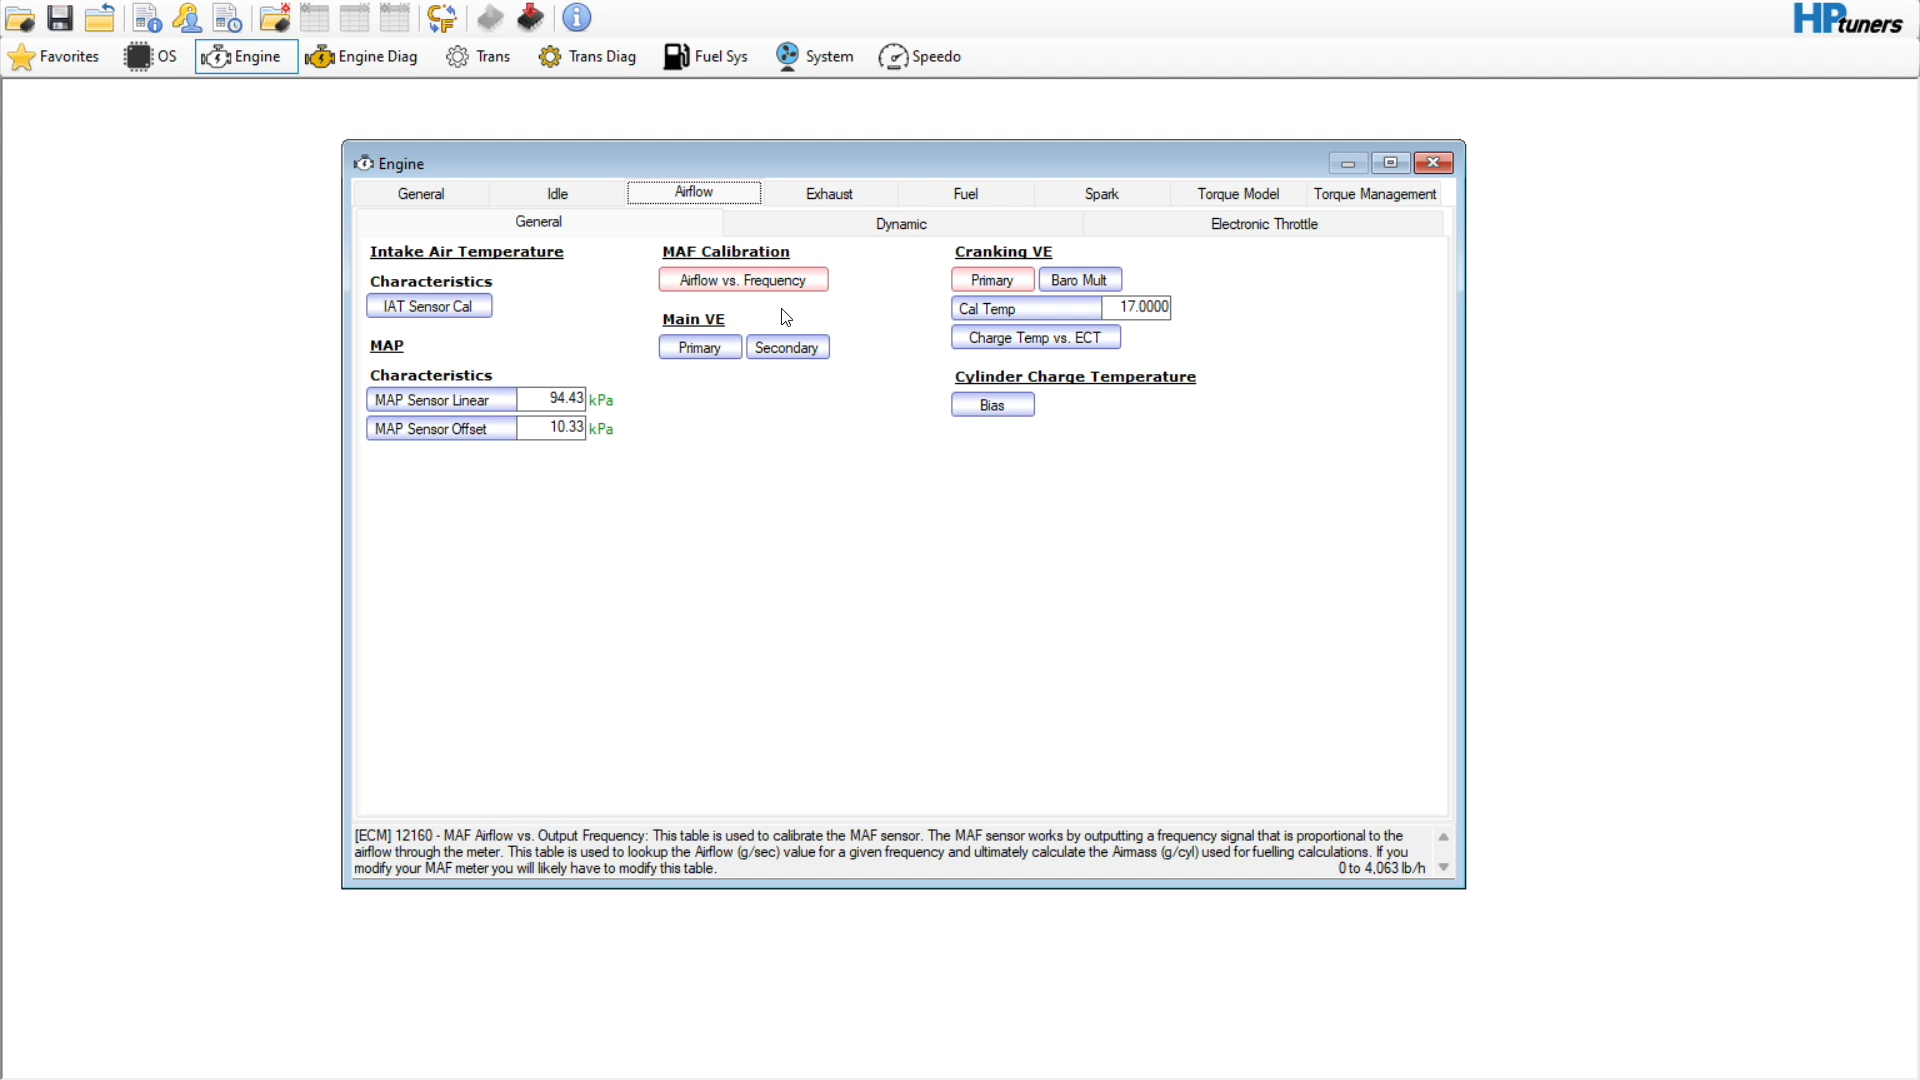 HPtuners
Favorites OS Engine Engine Diag Trans Trans Diag Fuel Sys System Speedo
Engine
General Idle Airflow Exhaust Fuel Spark Torque Model Torque Management
General Dynamic Electronic Throttle
Intake Air Temperature
Characteristics
IAT Sensor Cal
MAP
Characteristics
MAP Sensor Linear 94.43 kPa
MAP Sensor Offset 10.33 kPa
MAF Calibration
Airflow vs. Frequency
Main VE
Primary Secondary
Cranking VE
Primary Baro Mult
Cal Temp 17.0000
Charge Temp vs. ECT
Cylinder Charge Temperature
Bias
[ECM] 12160 - MAF Airflow vs. Output Frequency: This table is used to calibrate the MAF sensor. The MAF sensor works by outputting a frequency signal that is proportional to the
airflow through the meter. This table is used to lookup the Airflow (g/sec) value for a given frequency and ultimately calculate the Airmass (g/cyl) used for fuelling calculations. If you
modify your MAF meter you will likely have to modify this table. 0 to 4,063 lb/h